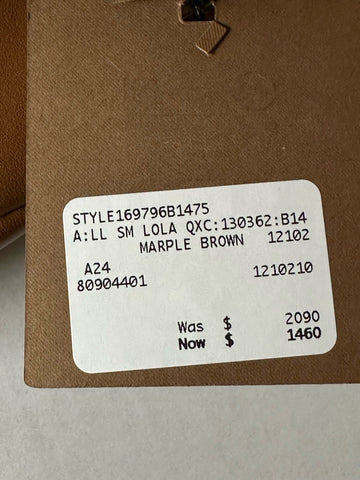 STYLE169796B1475
A:LL SM LOLA QXC:130362:B14
MARPLE BROWN 12102
A24
80904401 1210210
Was $ 2090
Now $ 1460